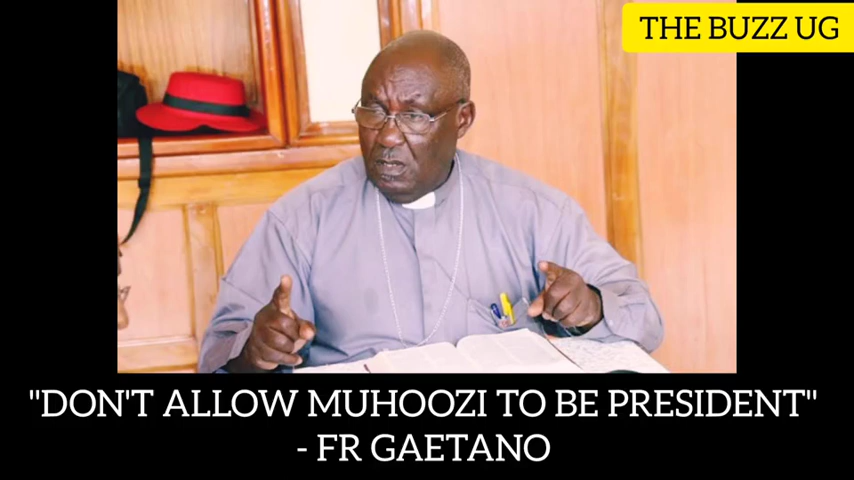 THE BUZZ UG
"DON'T ALLOW MUHOOZI TO BE PRESIDENT"
- FR GAETANO